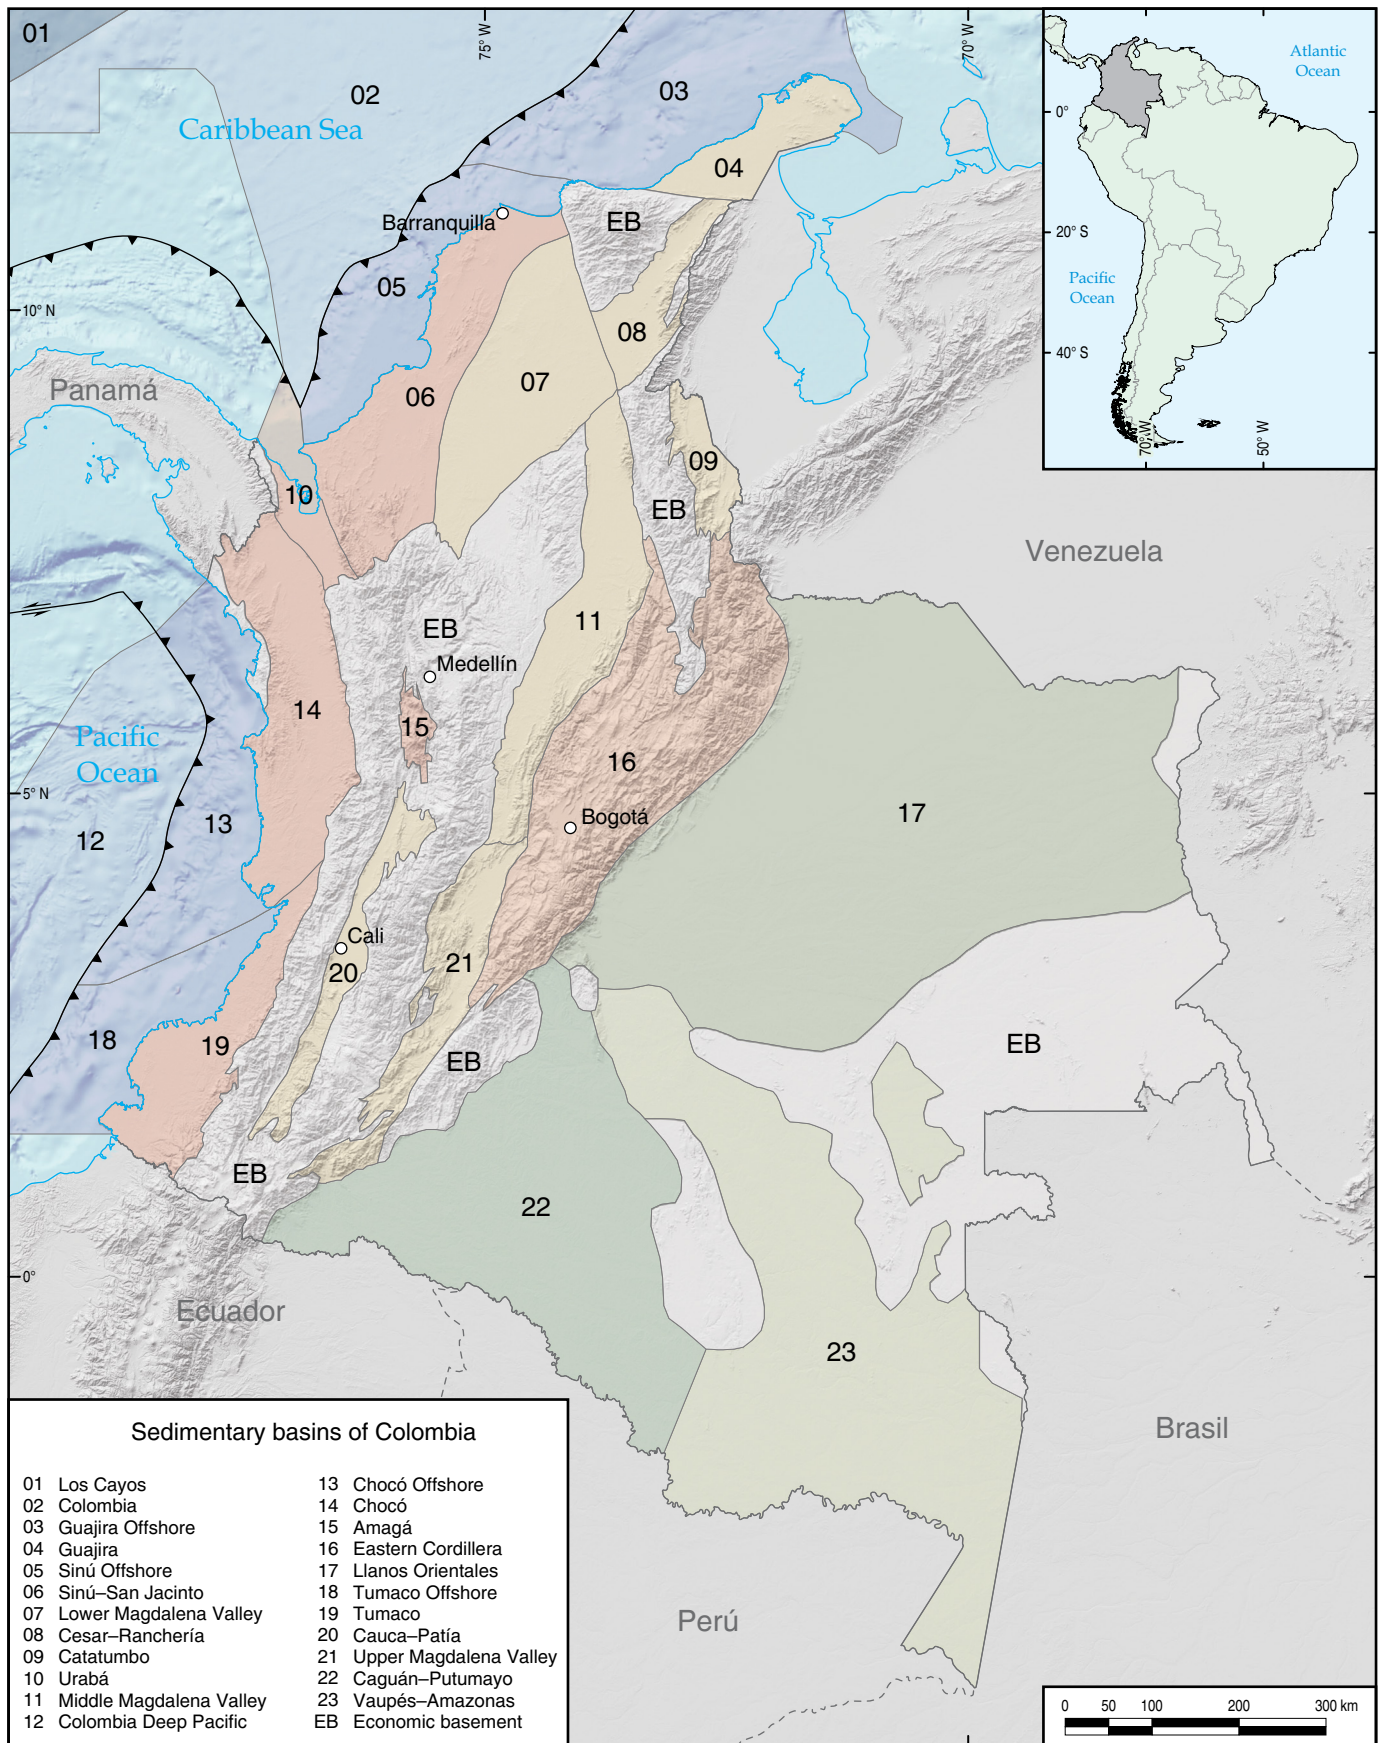 01
02
03
04
05
06
07
08
09
10
11
12
13
14
15
16
17
18
19
20
21
22
23
EB
EB
EB
EB
EB
EB
Caribbean Sea
Pacific
Ocean
Barranquilla
Medellín
Bogotá
Cali
Panamá
Venezuela
Ecuador
Perú
Brasil
75° W
70° W
10° N
5° N
0°
Atlantic
Ocean
Pacific
Ocean
0°
20° S
40° S
70° W
50° W
Sedimentary basins of Colombia
01 Los Cayos
02 Colombia
03 Guajira Offshore
04 Guajira
05 Sinú Offshore
06 Sinú–San Jacinto
07 Lower Magdalena Valley
08 Cesar–Ranchería
09 Catatumbo
10 Urabá
11 Middle Magdalena Valley
12 Colombia Deep Pacific
13 Chocó Offshore
14 Chocó
15 Amagá
16 Eastern Cordillera
17 Llanos Orientales
18 Tumaco Offshore
19 Tumaco
20 Cauca–Patía
21 Upper Magdalena Valley
22 Caguán–Putumayo
23 Vaupés–Amazonas
EB Economic basement
0 50 100 200 300 km